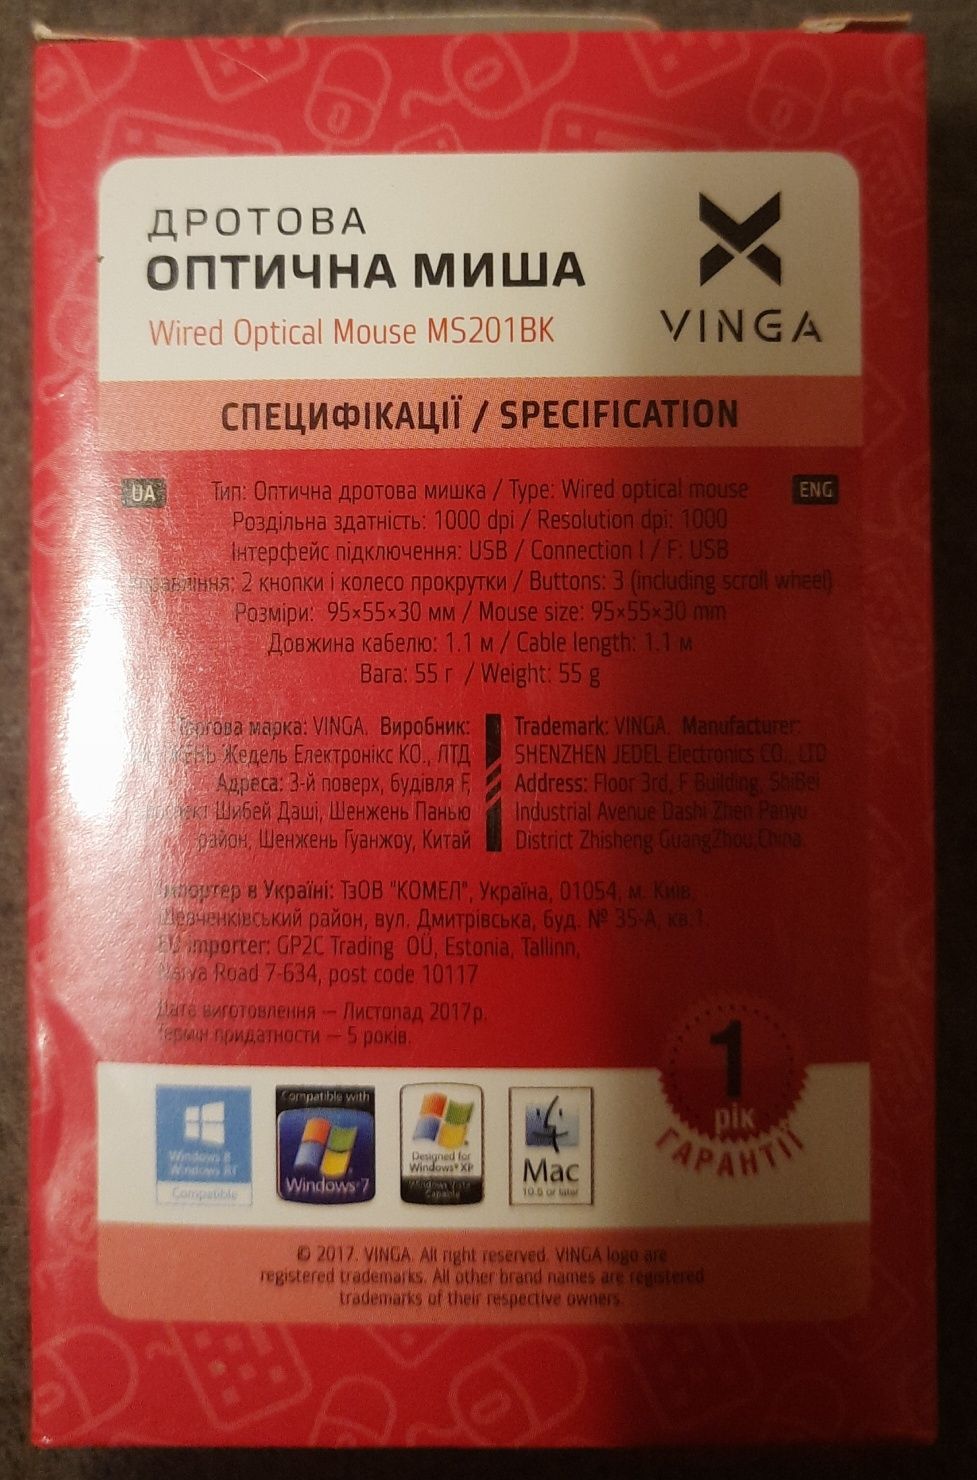 ДРОТОВА
ОПТИЧНА МИША
Wired Optical Mouse MS201BK
VINGA
СПЕЦИФІКАЦІЇ / SPECIFICATION
UA
ENG
Тип: Оптична дротова мишка / Type: Wired optical mouse
Роздільна здатність: 1000 dpi / Resolution dpi: 1000
Інтерфейс підключення: USB / Connection I / F: USB
2 кнопки і колесо прокрутки / Buttons: 3 (including scroll wheel)
Розміри: 95×55×30 мм / Mouse size: 95×55×30 mm
Довжина кабелю: 1.1 м / Cable length: 1.1 м
Вага: 55 г / Weight: 55 g
Торгова марка: VINGA. Виробник:
Жедель Електронікс КО., ЛТД
Адреса: 3-й поверх, будівля F,
Шибей Даші, Шенжень Панью
район, Шенжень Гуанжоу, Китай
Trademark: VINGA. Manufacturer:
SHENZHEN JEDEL Electronics CO., LTD
Address: Floor 3rd, F Building, ShiBei
Industrial Avenue Dashi Zhen Panyu
District Zhisheng GuangZhou,China.
Імпортер в Україні: ТзОВ "КОМЕЛ", Україна, 01054, м. Київ,
Шевченківський район, вул. Дмитрівська, буд. № 35-А, кв.1.
EU importer: GP2C Trading OÜ, Estonia, Tallinn,
Narva Road 7-634, post code 10117
Дата виготовлення — Листопад 2017р.
Термін придатности — 5 років.
1
рік
ГАРАНТІЇ
Windows 8
Windows RT
Compatible
Compatible with
Windows 7
Designed for
Windows XP
Windows Vista
Capable
Mac
10.5 or later
© 2017. VINGA. All right reserved. VINGA logo are
registered trademarks. All other brand names are registered
trademarks of their respective owners.